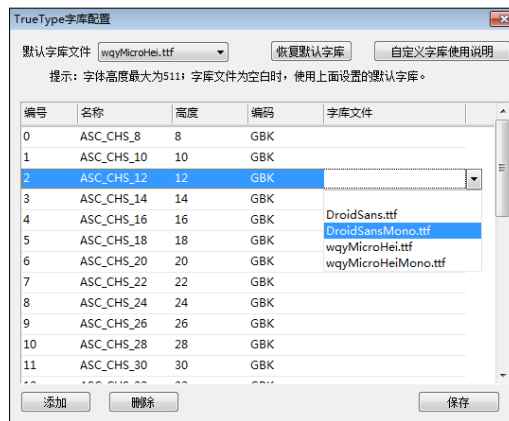 TrueType字库配置
默认字库文件 wqyMicroHei.ttf 恢复默认字库 自定义字库使用说明
提示: 字体高度最大为511; 字库文件为空白时, 使用上面设置的默认字库。
编号 名称 高度 编码 字库文件
0 ASC_CHS_8 8 GBK
1 ASC_CHS_10 10 GBK
2 ASC_CHS_12 12 GBK
3 ASC_CHS_14 14 GBK
4 ASC_CHS_16 16 GBK DroidSans.ttf
5 ASC_CHS_18 18 GBK DroidSansMono.ttf
6 ASC_CHS_20 20 GBK wqyMicroHei.ttf
7 ASC_CHS_22 22 GBK wqyMicroHeiMono.ttf
8 ASC_CHS_24 24 GBK
9 ASC_CHS_26 26 GBK
10 ASC_CHS_28 28 GBK
11 ASC_CHS_30 30 GBK
添加 删除 保存